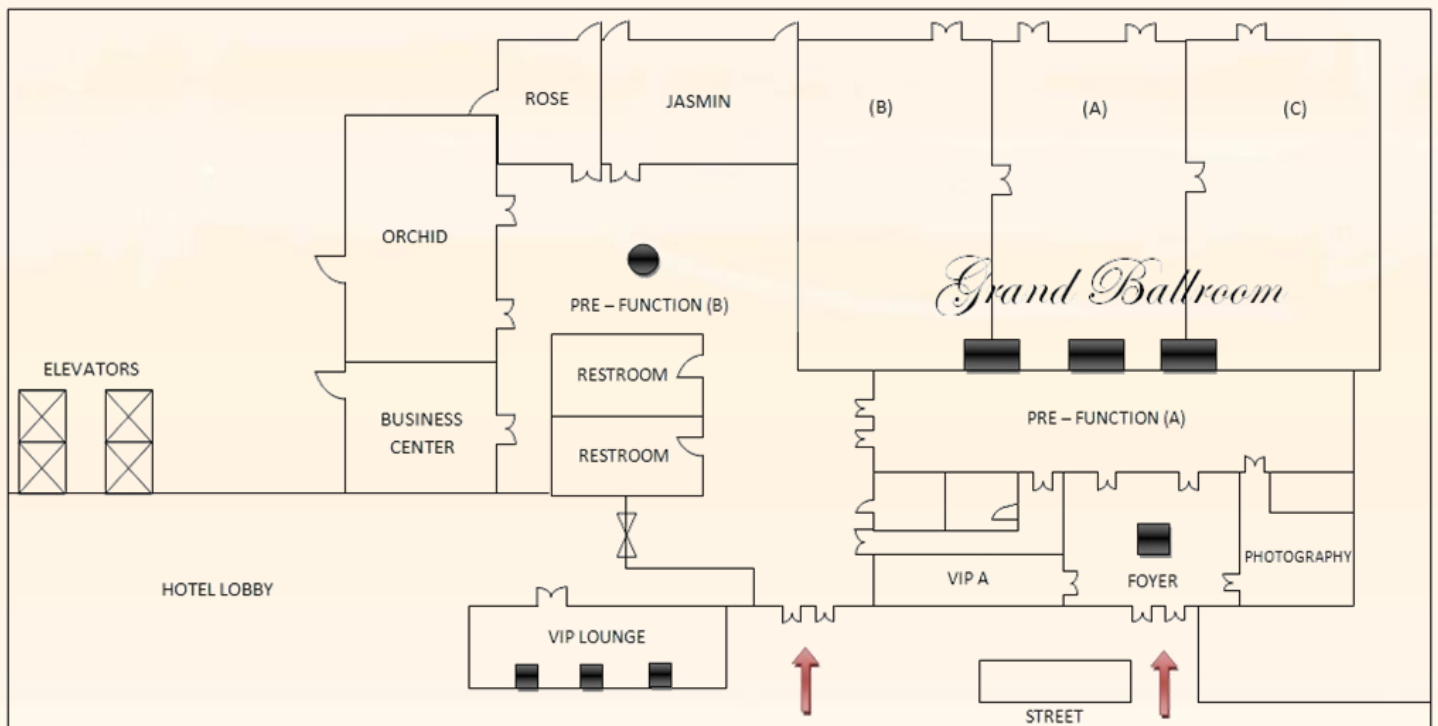 ROSE
JASMIN
(B)
(A)
(C)
ORCHID
Grand Ballroom
PRE – FUNCTION (B)
ELEVATORS
RESTROOM
BUSINESS
CENTER
PRE – FUNCTION (A)
RESTROOM
HOTEL LOBBY
VIP A
FOYER
PHOTOGRAPHY
VIP LOUNGE
STREET